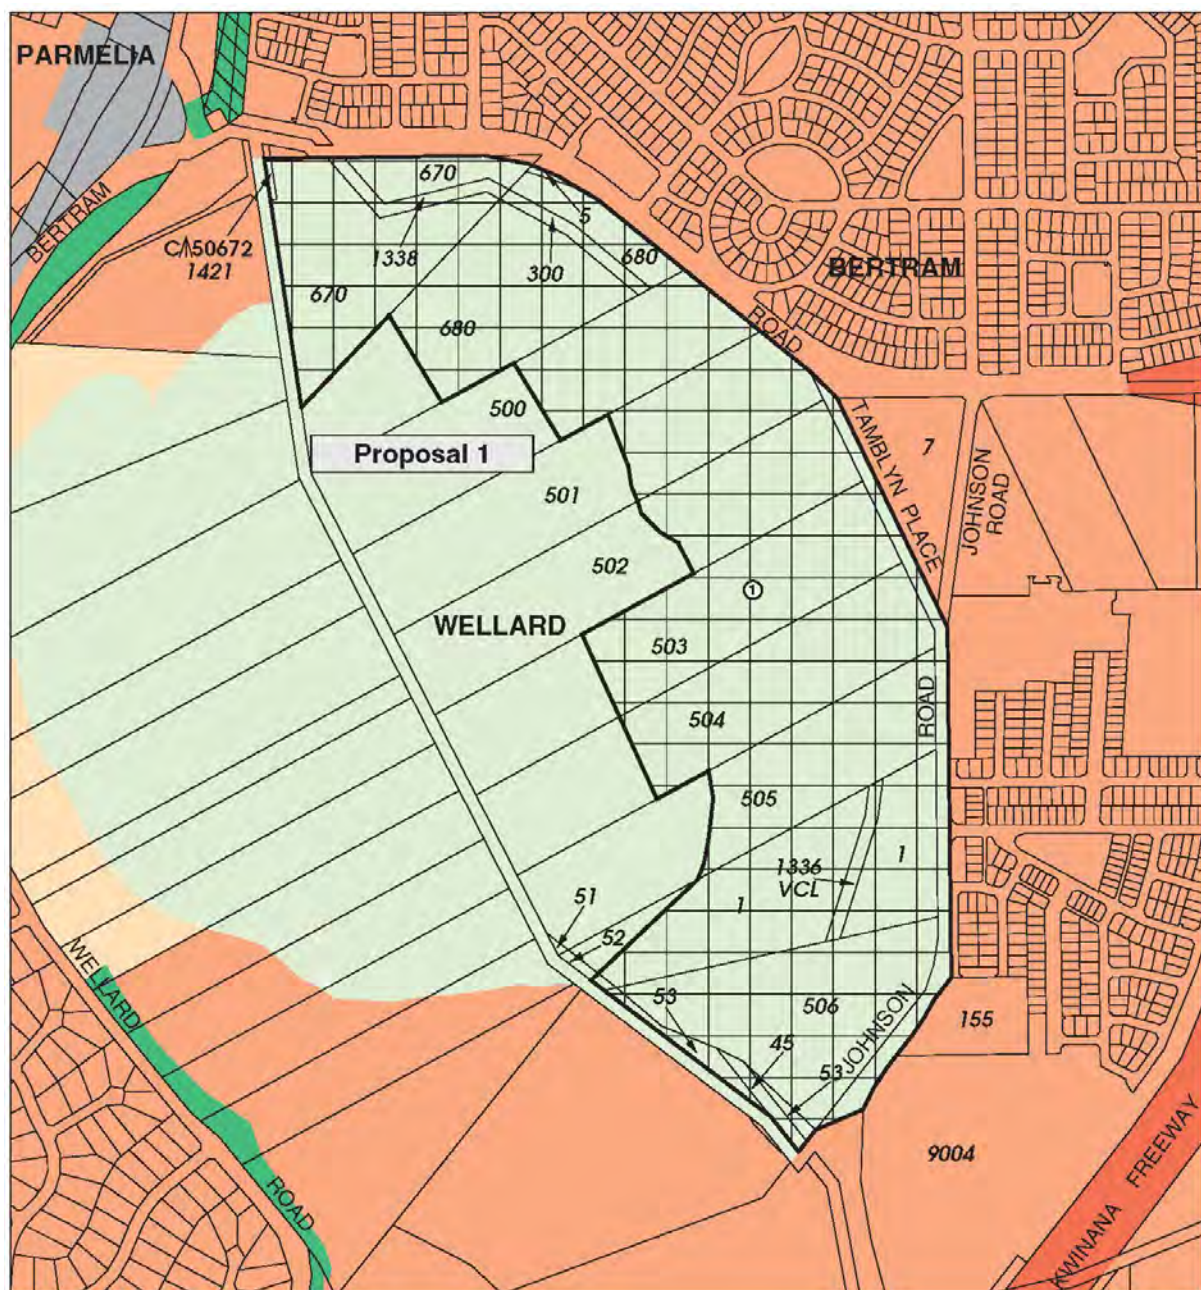 PARMELIA
BERTRAM
C/L50672
1421
670
1338
300
5
680
670
680
BERTRAM
ROAD
500
Proposal 1
501
502
WELLARD
503
504
505
1
TAMBLYN PLACE
7
JOHNSON
ROAD
ROAD
1336
VCL
1
1
51
52
53
506
45
53
JOHNSON
155
9004
WELLARD
ROAD
KWINANA FREEWAY